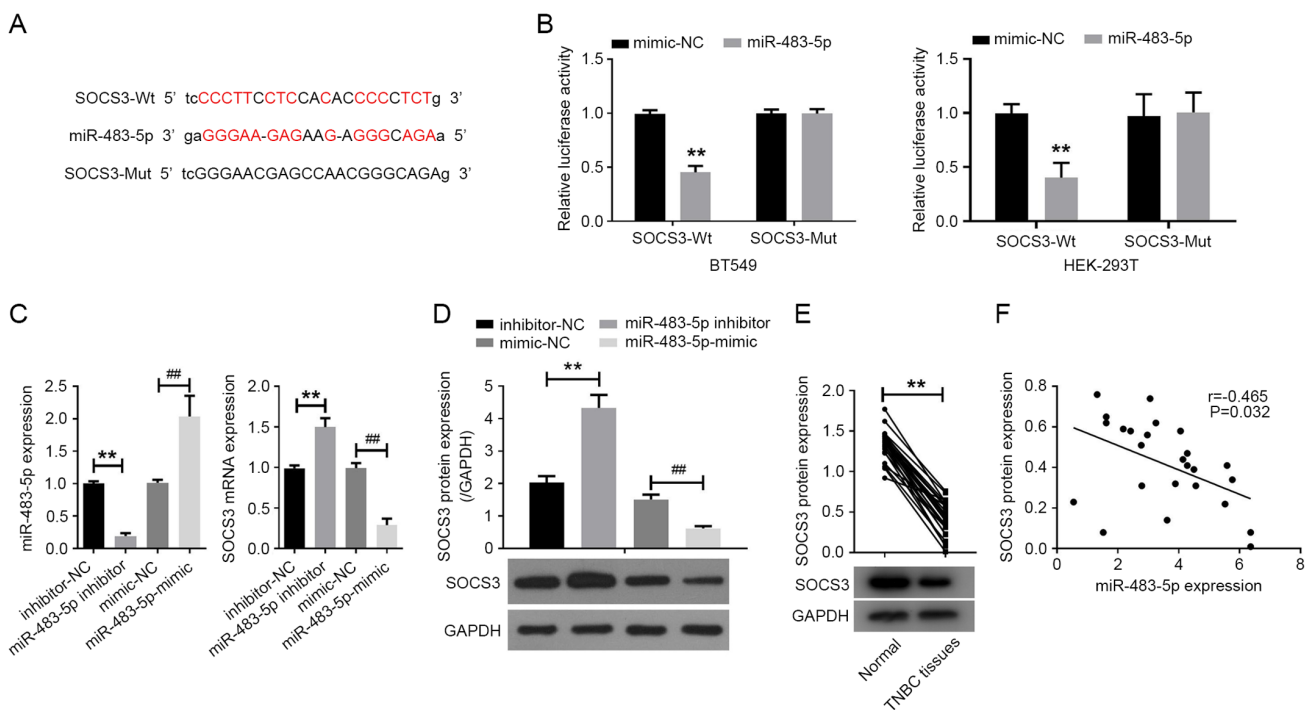 A
SOCS3-Wt 5’ tcCCCTTCCTCCACACCCCCTCTg 3’
miR-483-5p 3’ gaGGGAA-GAGAAG-AGGGCAGAa 5’
SOCS3-Mut 5’ tcGGGAACGAGCCAACGGGCAGAg 3’
B
mimic-NC miR-483-5p
Relative luciferase activity
1.5
1.0
0.5
0.0
**
SOCS3-Wt SOCS3-Mut
BT549
mimic-NC miR-483-5p
Relative luciferase activity
1.5
1.0
0.5
0.0
**
SOCS3-Wt SOCS3-Mut
HEK-293T
C
miR-483-5p expression
2.5
2.0
1.5
1.0
0.5
0.0
**
##
inhibitor-NC
miR-483-5p inhibitor
mimic-NC
miR-483-5p-mimic
SOCS3 mRNA expression
2.0
1.5
1.0
0.5
0.0
**
##
inhibitor-NC
miR-483-5p inhibitor
mimic-NC
miR-483-5p-mimic
D
inhibitor-NC miR-483-5p inhibitor
mimic-NC miR-483-5p-mimic
SOCS3 protein expression
(/GAPDH)
5
4
3
2
1
0
**
##
SOCS3
GAPDH
E
SOCS3 protein expression
2.0
1.5
1.0
0.5
0.0
**
SOCS3
GAPDH
Normal
TNBC tissues
F
SOCS3 protein expression
0.8
0.6
0.4
0.2
0.0
r=-0.465
P=0.032
0 2 4 6 8
miR-483-5p expression